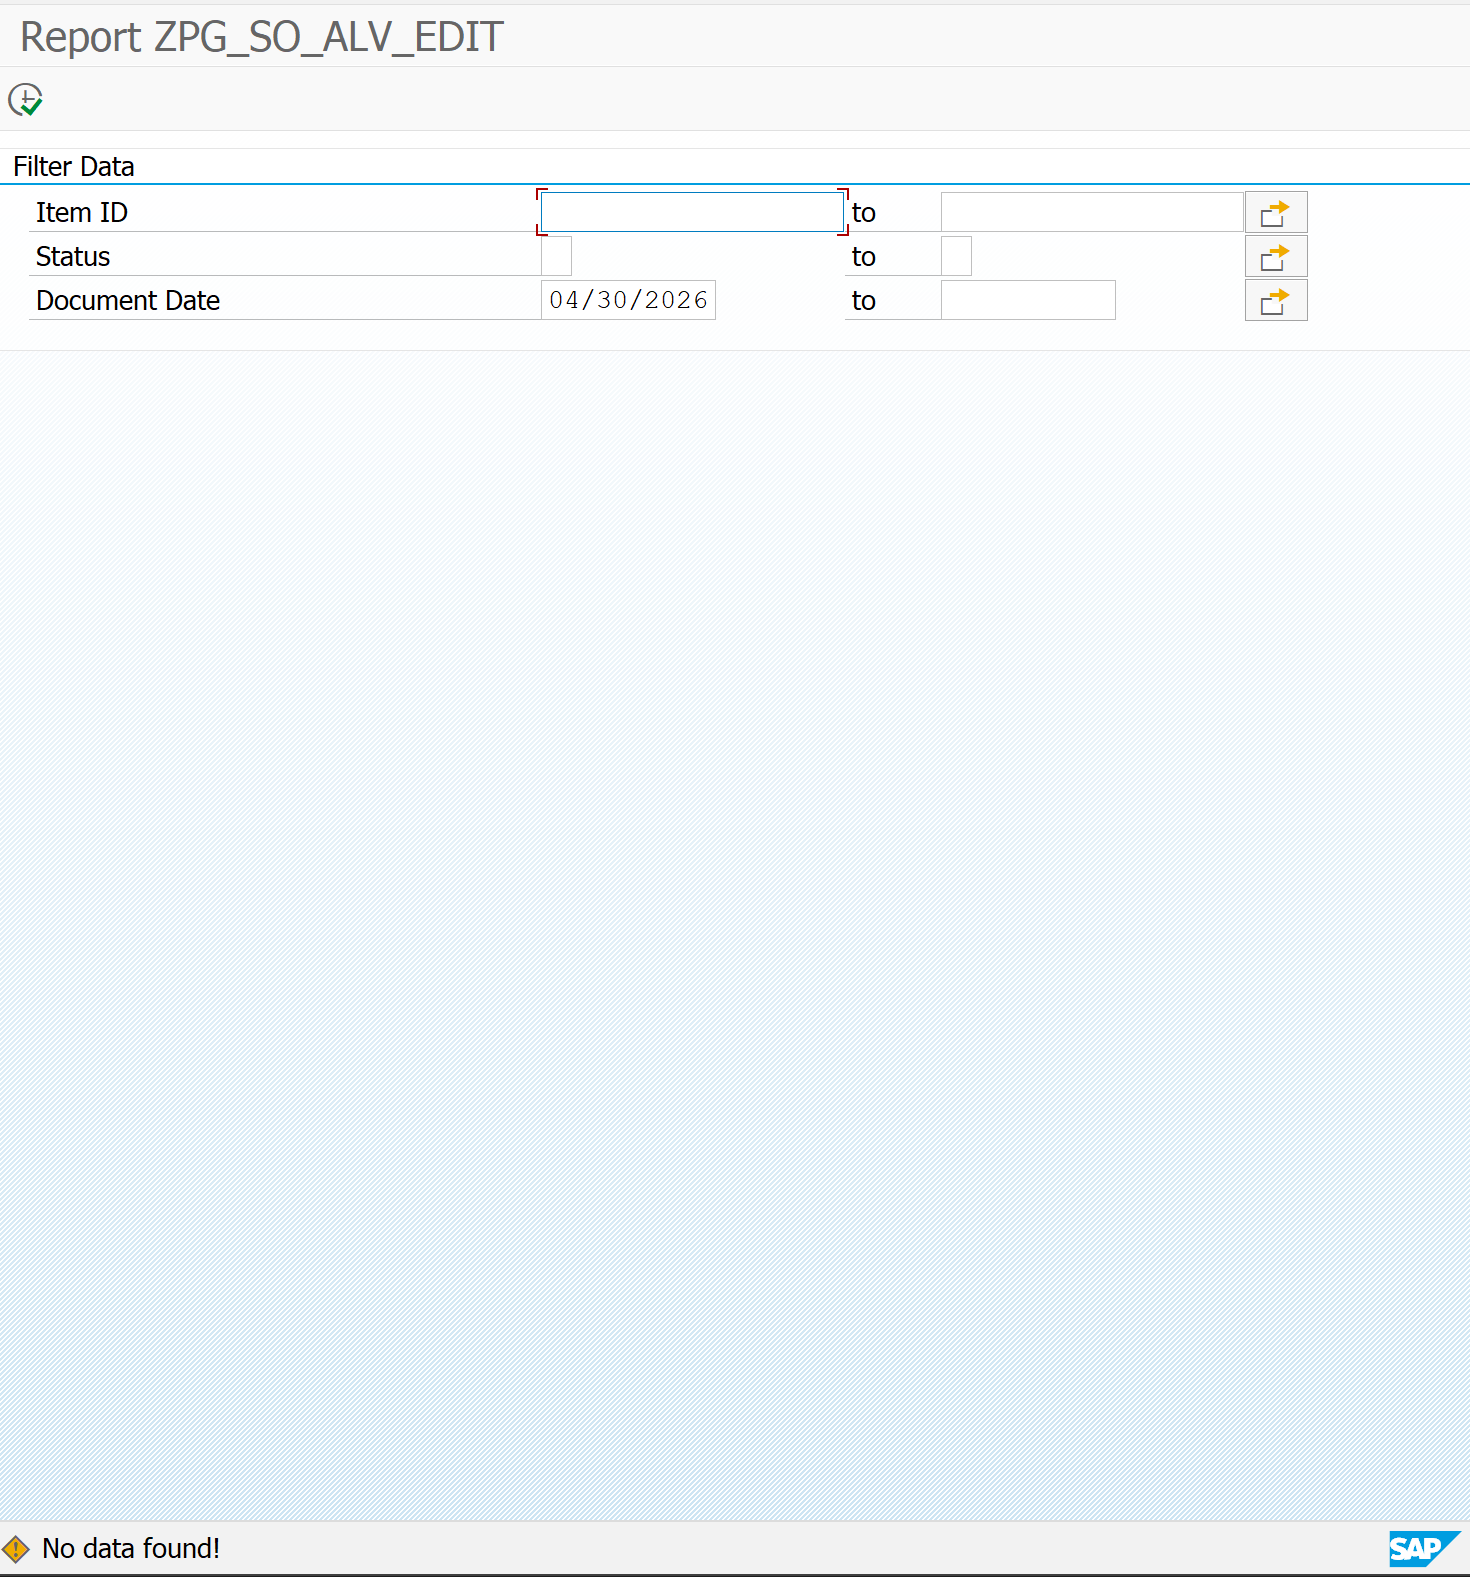 Report ZPG_SO_ALV_EDIT
Filter Data
Item ID to
Status to
Document Date 04/30/2026 to
No data found! SAP